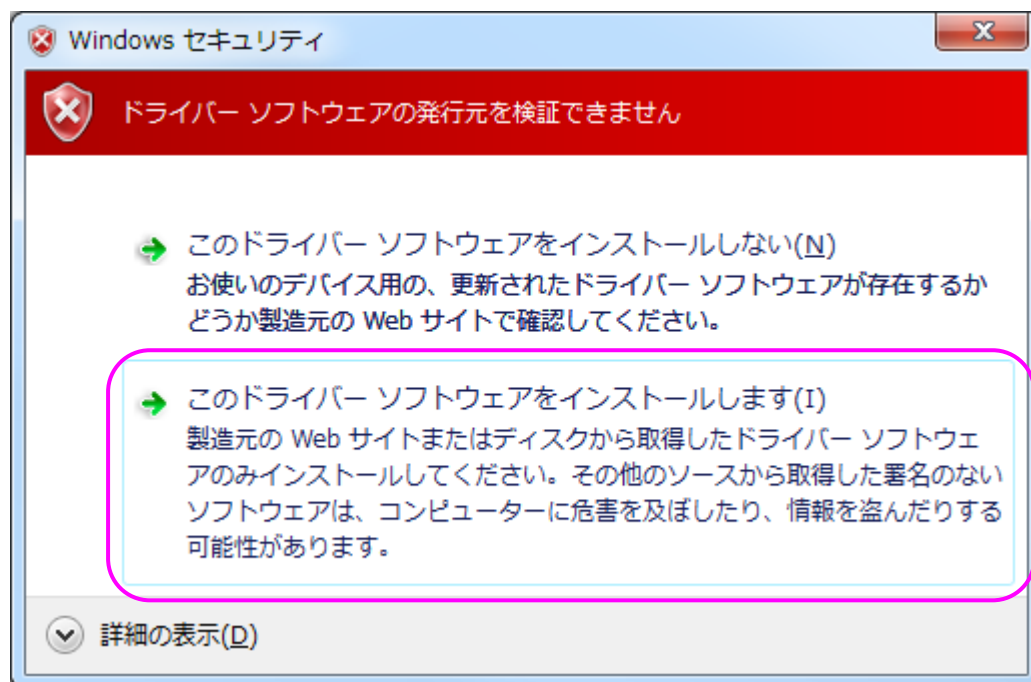 Windows セキュリティ
ドライバー ソフトウェアの発行元を検証できません
このドライバー ソフトウェアをインストールしない(N)
お使いのデバイス用の、更新されたドライバー ソフトウェアが存在するか
どうか製造元の Web サイトで確認してください。
このドライバー ソフトウェアをインストールします(I)
製造元の Web サイトまたはディスクから取得したドライバー ソフトウェ
アのみインストールしてください。その他のソースから取得した署名のない
ソフトウェアは、コンピューターに危害を及ぼしたり、情報を盗んだりする
可能性があります。
詳細の表示(D)